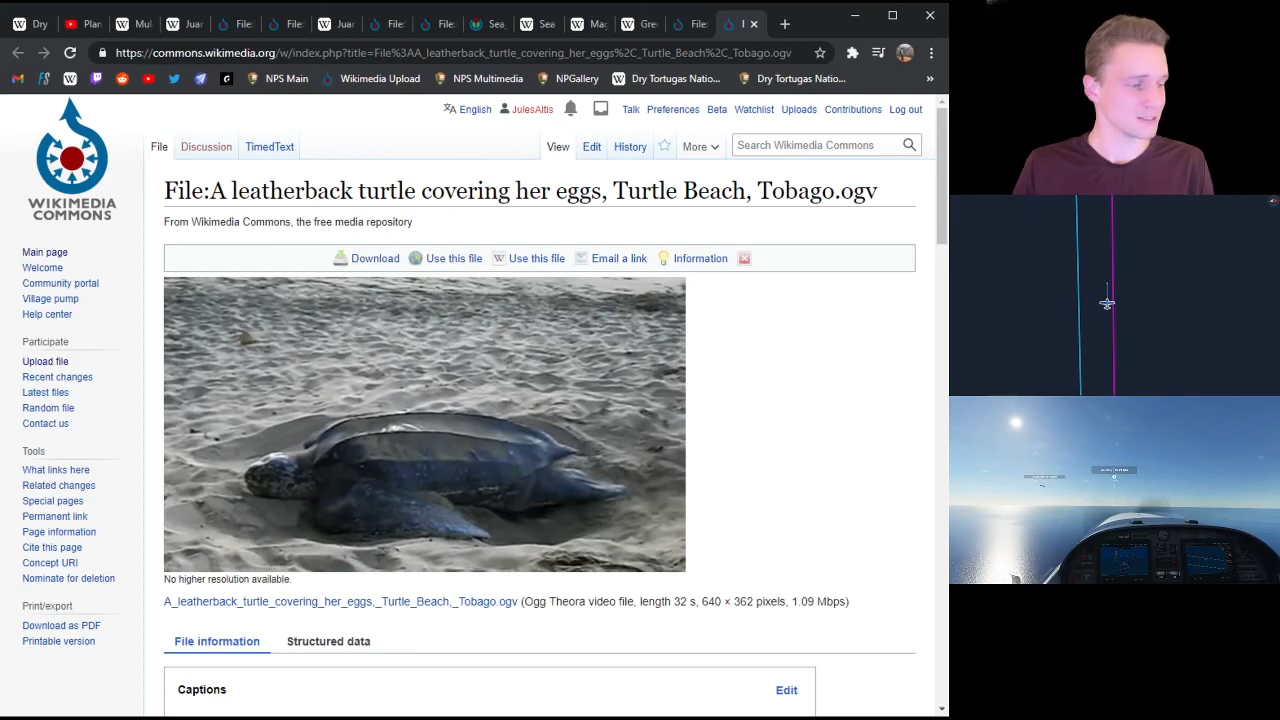 Dry
Plan
Mul
Juar
File:
File:
Juar
File:
File:
Sea
Sea
Mag
Gre
File:
https://commons.wikimedia.org/w/index.php?title=File%3AA_leatherback_turtle_covering_her_eggs%2C_Turtle_Beach%2C_Tobago.ogv
NPS Main
Wikimedia Upload
NPS Multimedia
NPGallery
Dry Tortugas Natio...
Dry Tortugas Natio...
English
JulesAltis
Talk
Preferences
Beta
Watchlist
Uploads
Contributions
Log out
File
Discussion
TimedText
View
Edit
History
More
Search Wikimedia Commons
WIKIMEDIA
COMMONS
Main page
Welcome
Community portal
Village pump
Help center
Participate
Upload file
Recent changes
Latest files
Random file
Contact us
Tools
What links here
Related changes
Special pages
Permanent link
Page information
Cite this page
Concept URI
Nominate for deletion
Print/export
Download as PDF
Printable version
File:A leatherback turtle covering her eggs, Turtle Beach, Tobago.ogv
From Wikimedia Commons, the free media repository
Download
Use this file
Use this file
Email a link
Information
No higher resolution available.
A_leatherback_turtle_covering_her_eggs,_Turtle_Beach,_Tobago.ogv (Ogg Theora video file, length 32 s, 640 × 362 pixels, 1.09 Mbps)
File information
Structured data
Captions
Edit